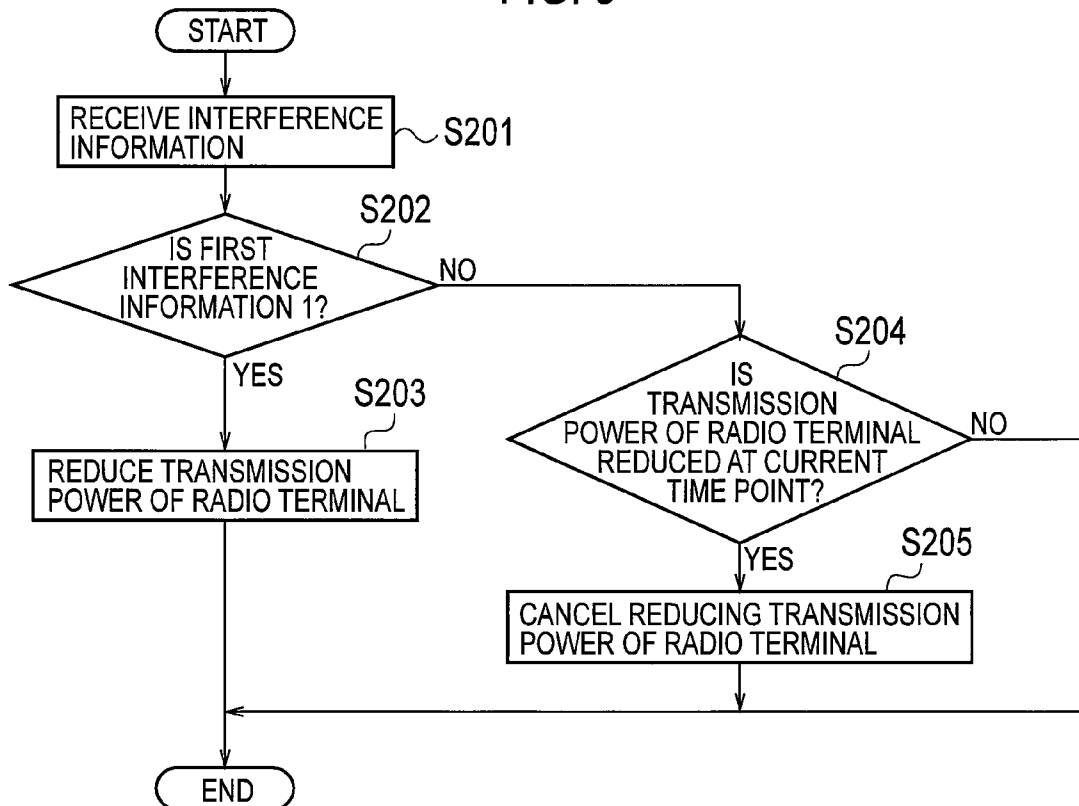 START
RECEIVE INTERFERENCE
INFORMATION
S201
S202
IS FIRST
INTERFERENCE
INFORMATION 1?
NO
YES
S203
REDUCE TRANSMISSION
POWER OF RADIO TERMINAL
S204
IS
TRANSMISSION
POWER OF RADIO TERMINAL
REDUCED AT CURRENT
TIME POINT?
NO
YES
S205
CANCEL REDUCING TRANSMISSION
POWER OF RADIO TERMINAL
END